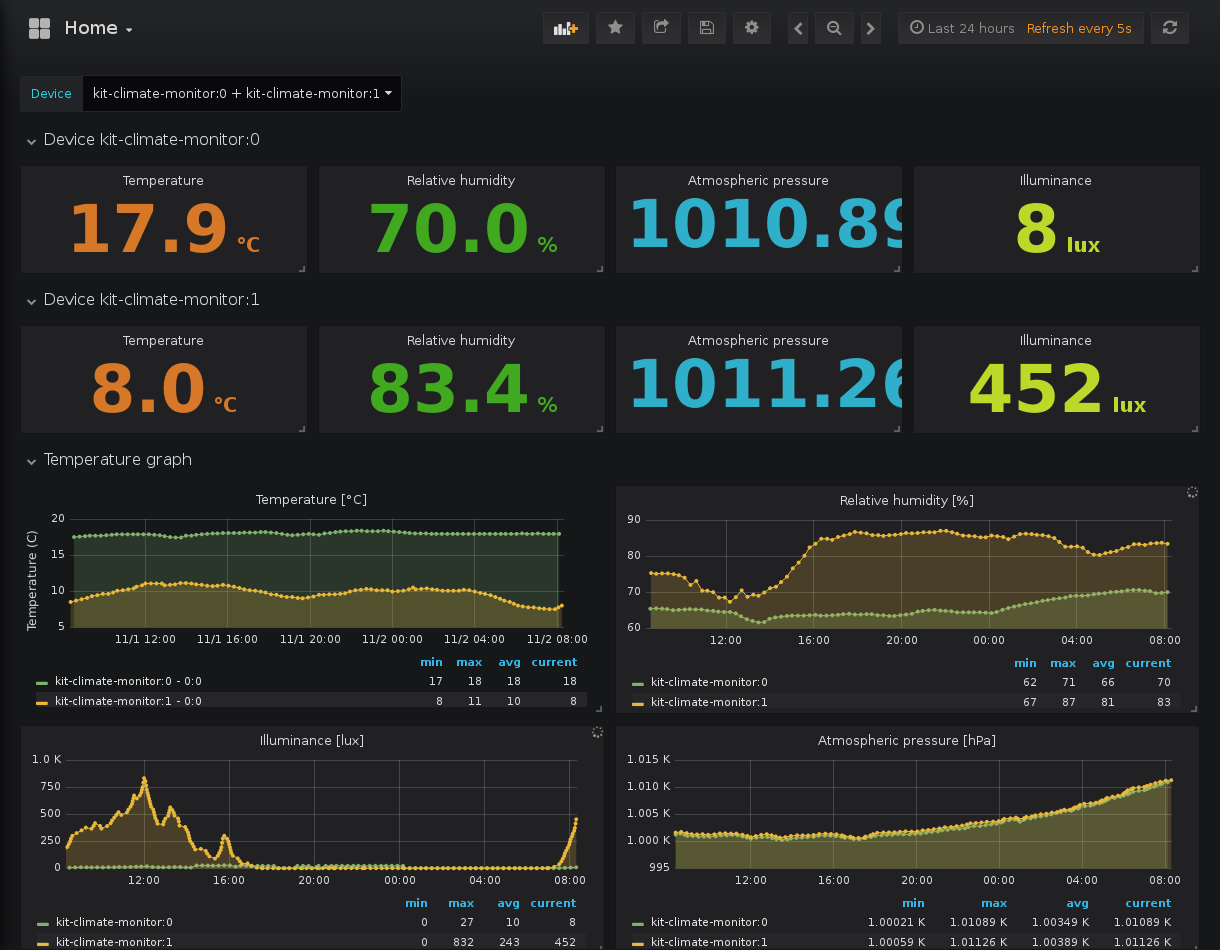 Home
Last 24 hours Refresh every 5s
Device kit-climate-monitor:0 + kit-climate-monitor:1
Device kit-climate-monitor:0
Temperature Relative humidity Atmospheric pressure Illuminance
17.9 °C 70.0 % 1010.89 8 lux
Device kit-climate-monitor:1
Temperature Relative humidity Atmospheric pressure Illuminance
8.0 °C 83.4 % 1011.26 452 lux
Temperature graph
Temperature [°C]
Temperature (C)
20
15
10
5
11/1 12:00 11/1 16:00 11/1 20:00 11/2 00:00 11/2 04:00 11/2 08:00
min max avg current
kit-climate-monitor:0 - 0:0 17 18 18 18
kit-climate-monitor:1 - 0:0 8 11 10 8
Relative humidity [%]
90
80
70
60
12:00 16:00 20:00 00:00 04:00 08:00
min max avg current
kit-climate-monitor:0 62 71 66 70
kit-climate-monitor:1 67 87 81 83
Illuminance [lux]
1.0 K
750
500
250
0
12:00 16:00 20:00 00:00 04:00 08:00
min max avg current
kit-climate-monitor:0 0 27 10 8
kit-climate-monitor:1 0 832 243 452
Atmospheric pressure [hPa]
1.015 K
1.010 K
1.005 K
1.000 K
995
12:00 16:00 20:00 00:00 04:00 08:00
min max avg current
kit-climate-monitor:0 1.00021 K 1.01089 K 1.00349 K 1.01089 K
kit-climate-monitor:1 1.00059 K 1.01126 K 1.00389 K 1.01126 K